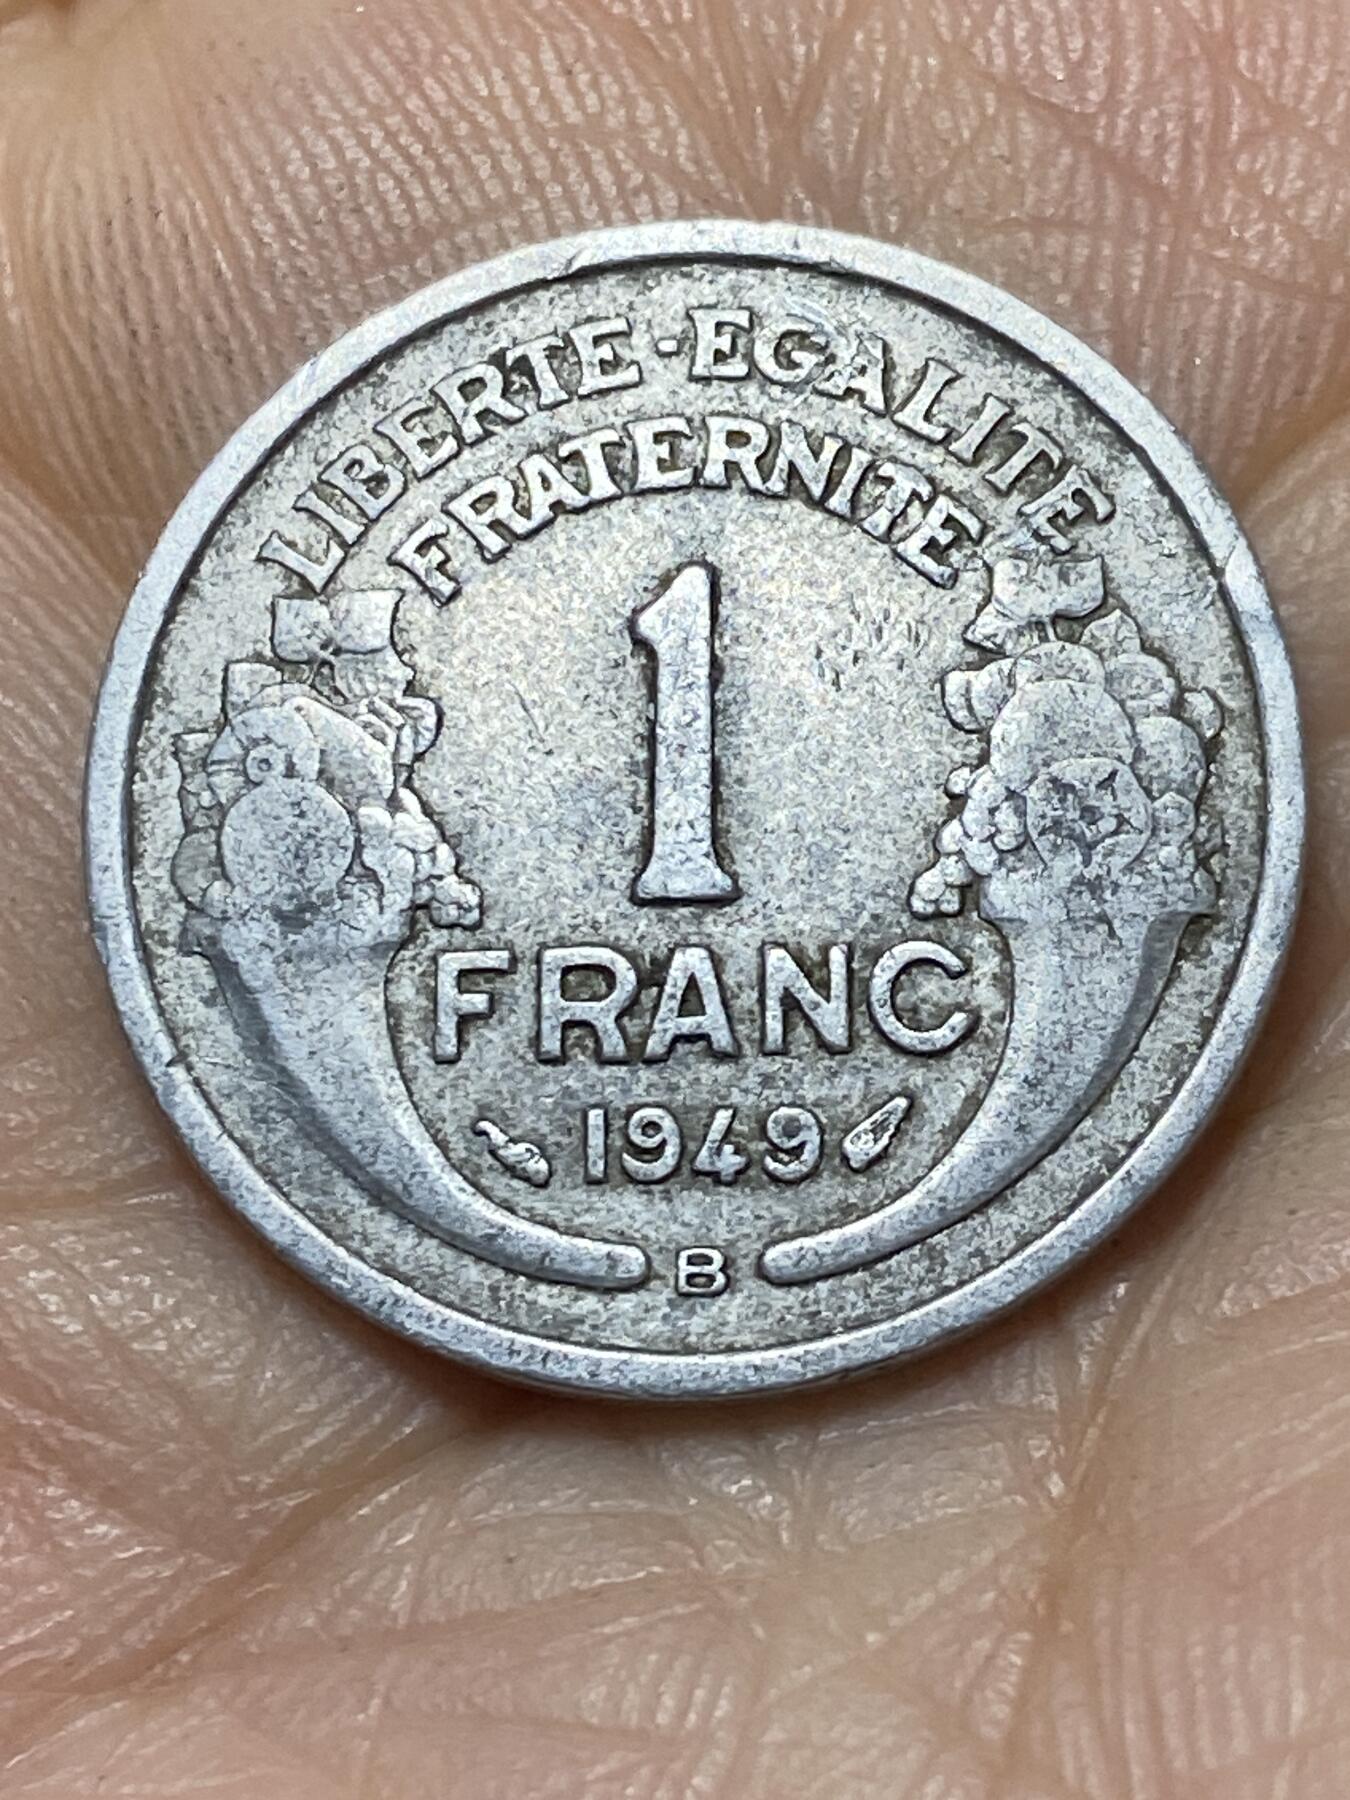 LIBERTE·EGALITE
FRATERNITE
1
FRANC
1949
B